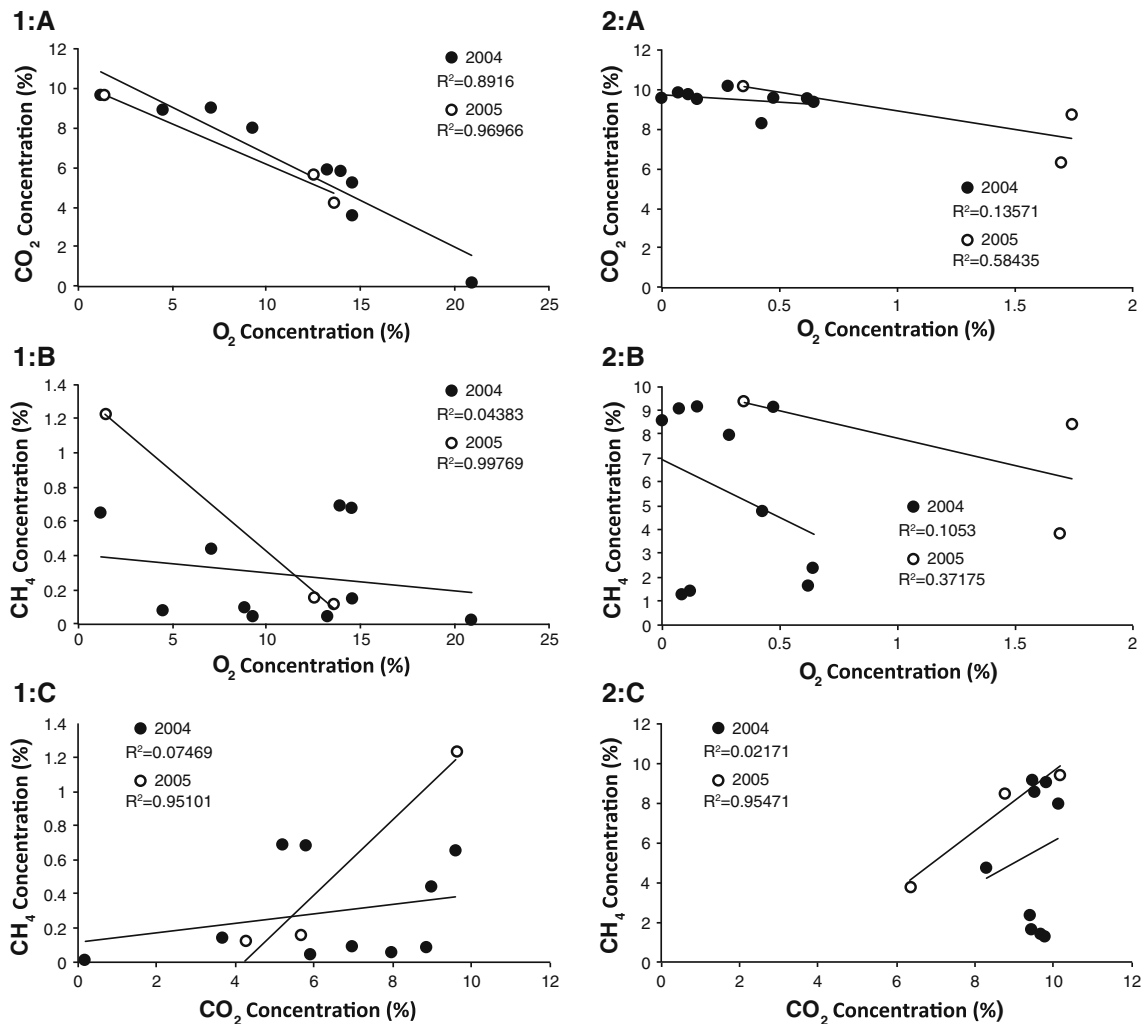 1:A
12
10
8
6
4
2
0
CO2 Concentration (%)
0 5 10 15 20 25
O2 Concentration (%)
2004
R2=0.8916
2005
R2=0.96966
2:A
12
10
8
6
4
2
0
CO2 Concentration (%)
0 0.5 1 1.5 2
O2 Concentration (%)
2004
R2=0.13571
2005
R2=0.58435
1:B
1.4
1.2
1
0.8
0.6
0.4
0.2
0
CH4 Concentration (%)
0 5 10 15 20 25
O2 Concentration (%)
2004
R2=0.04383
2005
R2=0.99769
2:B
10
9
8
7
6
5
4
3
2
1
0
CH4 Concentration (%)
0 0.5 1 1.5 2
O2 Concentration (%)
2004
R2=0.1053
2005
R2=0.37175
1:C
1.4
1.2
1
0.8
0.6
0.4
0.2
0
CH4 Concentration (%)
0 2 4 6 8 10 12
CO2 Concentration (%)
2004
R2=0.07469
2005
R2=0.95101
2:C
12
10
8
6
4
2
0
CH4 Concentration (%)
0 2 4 6 8 10 12
CO2 Concentration (%)
2004
R2=0.02171
2005
R2=0.95471